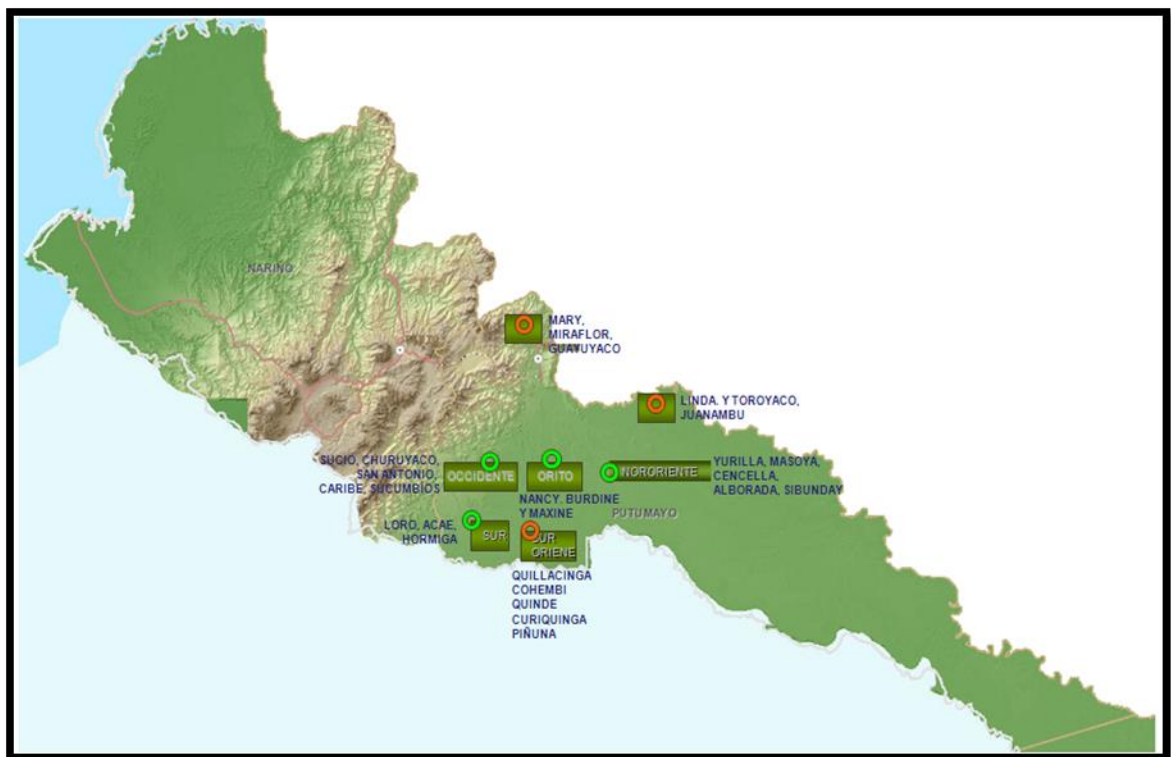 NARIÑO
MARY,
MIRAFLOR,
GUAYUYACO
LINDA. Y TOROYACO,
JUANAMBU
SUCIO, CHURUYACO,
SAN ANTONIO,
CARIBE, SUCUMBÍOS
OCCIDENTE
ORITO
NANCY. BURDINE
Y MAXINE
NORORIENTE
YURILLA, MASOYA,
CENCELLA,
ALBORADA, SIBUNDAY
PUTUMAYO
LORO, ACAE,
HORMIGA
SUR
SUR
ORIENE
QUILLACINGA
COHEMBI
QUINDE
CURIQUINGA
PIÑUNA